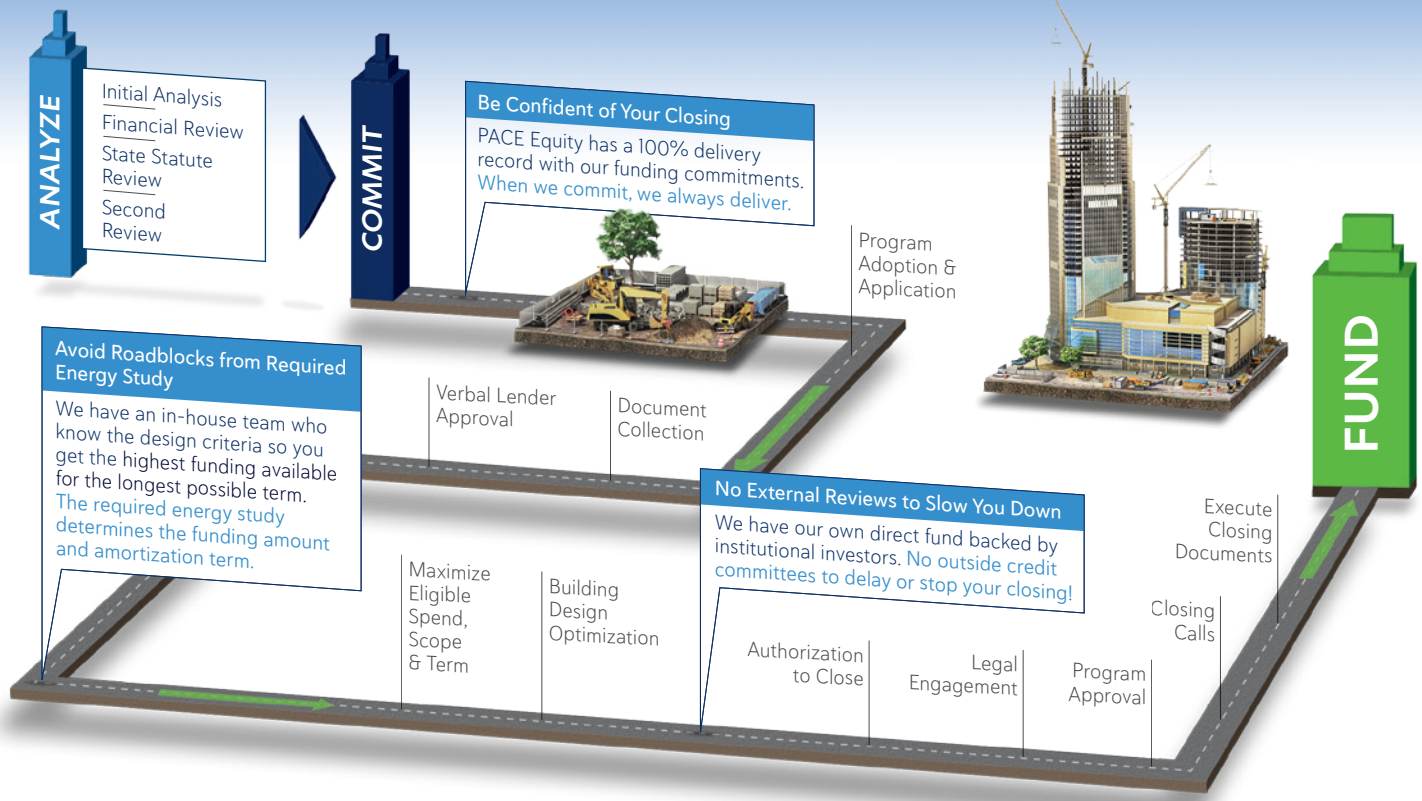 ANALYZE
Initial Analysis
Financial Review
State Statute
Review
Second
Review
COMMIT
Be Confident of Your Closing
PACE Equity has a 100% delivery
record with our funding commitments.
When we commit, we always deliver.
Program
Adoption &
Application
Document
Collection
Verbal Lender
Approval
Avoid Roadblocks from Required
Energy Study
We have an in-house team who
know the design criteria so you
get the highest funding available
for the longest possible term.
The required energy study
determines the funding amount
and amortization term.
Maximize
Eligible
Spend,
Scope
& Term
Building
Design
Optimization
No External Reviews to Slow You Down
We have our own direct fund backed by
institutional investors. No outside credit
committees to delay or stop your closing!
Authorization
to Close
Legal
Engagement
Program
Approval
Closing
Calls
Execute
Closing
Documents
FUND